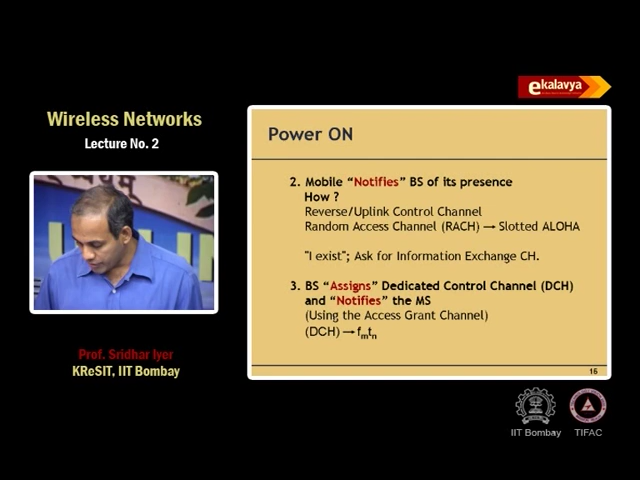 ekalavya
Wireless Networks
Lecture No. 2
Power ON
2. Mobile “Notifies” BS of its presence
How ?
Reverse/Uplink Control Channel
Random Access Channel (RACH) → Slotted ALOHA
"I exist"; Ask for Information Exchange CH.
3. BS “Assigns” Dedicated Control Channel (DCH)
and “Notifies” the MS
(Using the Access Grant Channel)
(DCH) → fmtn
16
Prof. Sridhar Iyer
KReSIT, IIT Bombay
IIT Bombay
TIFAC